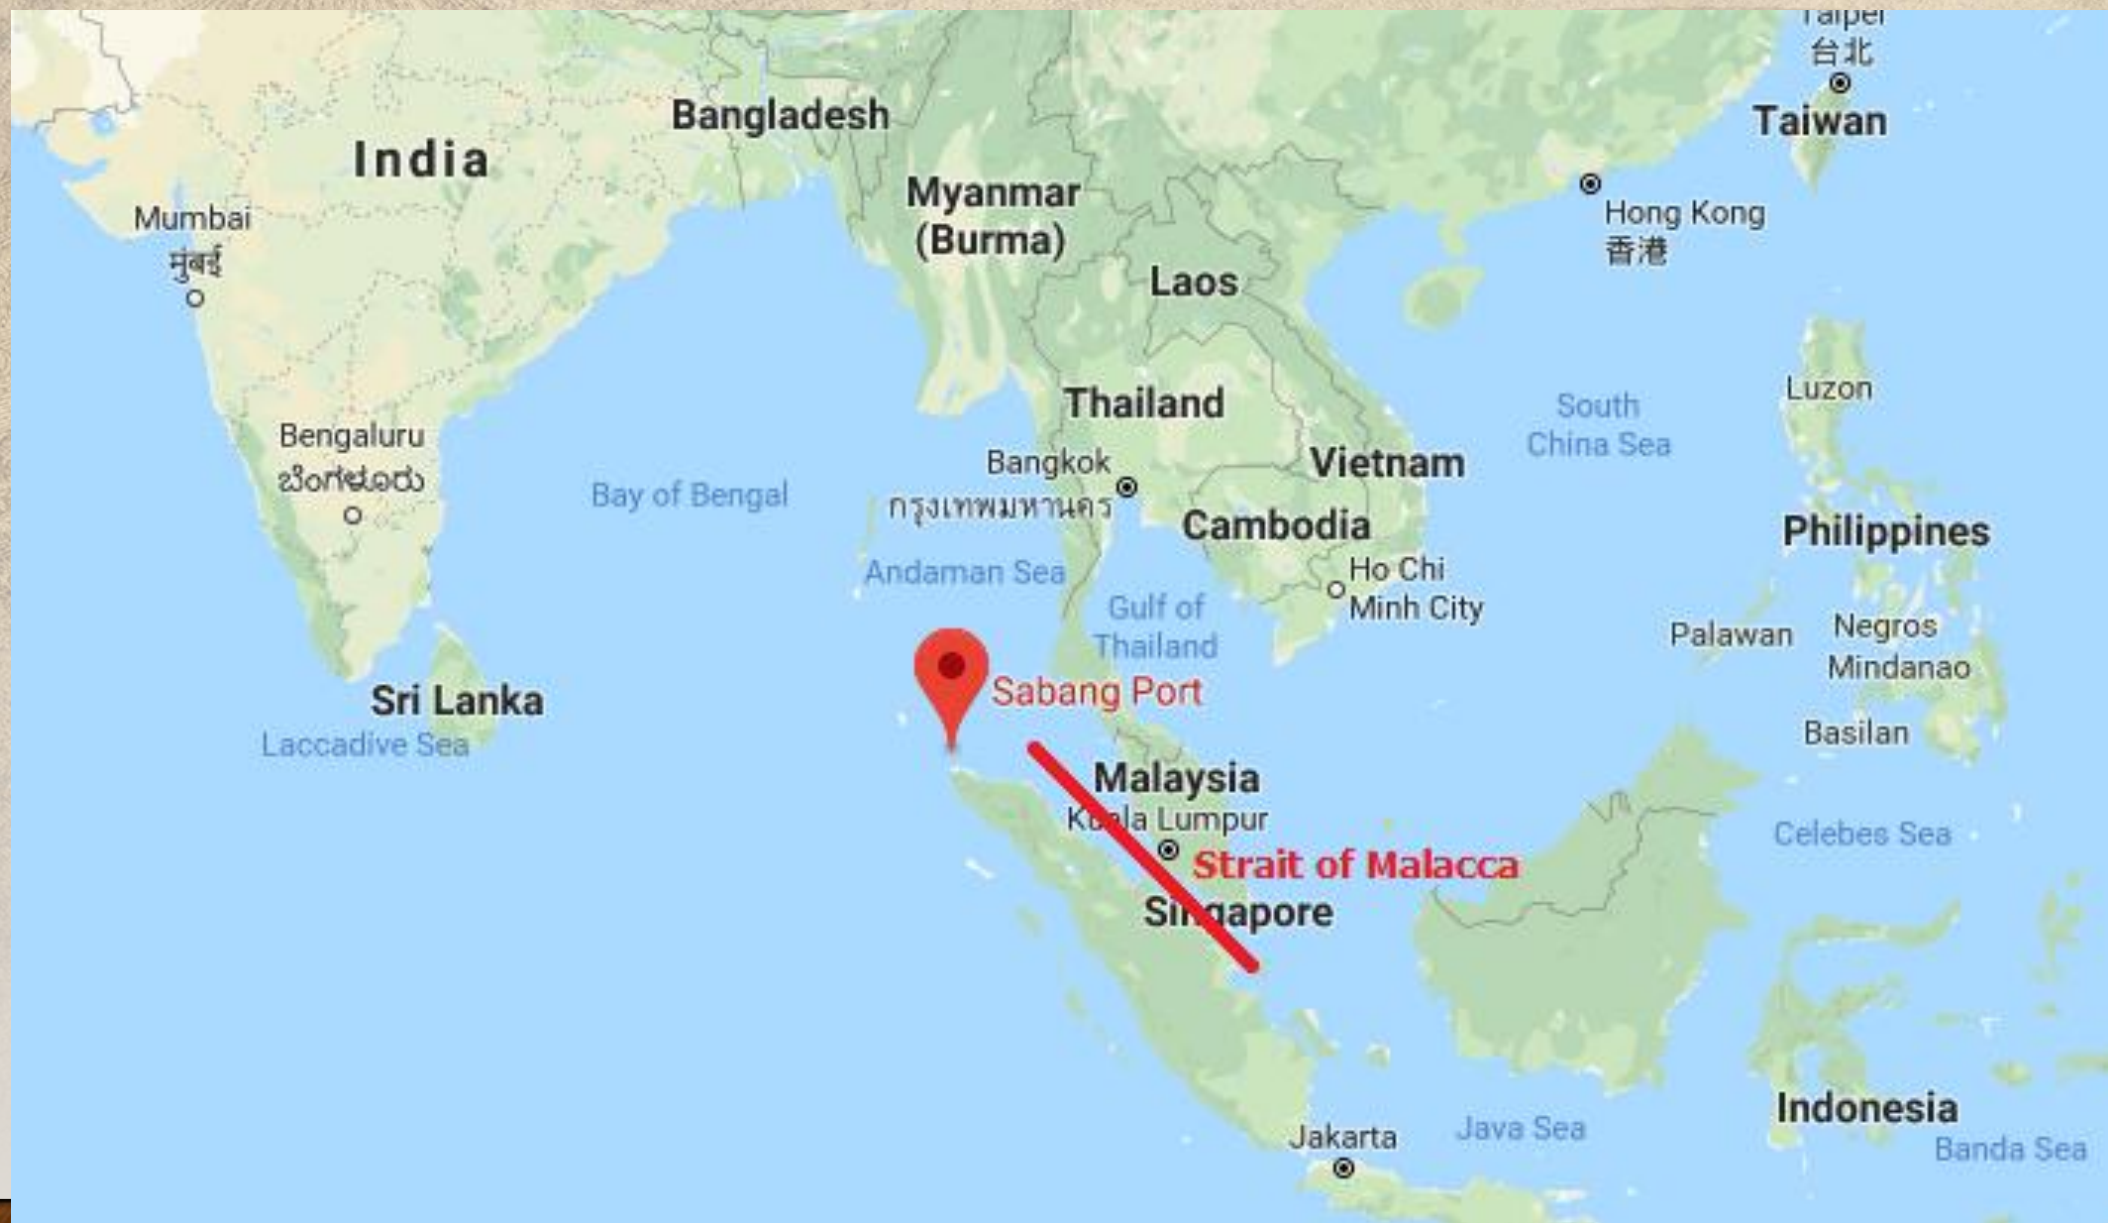 Taipei
台北
Taiwan
Bangladesh
India
Myanmar
(Burma)
Mumbai
मुंबई
Hong Kong
香港
Laos
Luzon
Thailand
South
China Sea
Bengaluru
ಬೆಂಗಳೂರು
Bangkok
กรุงเทพมหานคร
Vietnam
Bay of Bengal
Cambodia
Philippines
Andaman Sea
Ho Chi
Minh City
Gulf of
Thailand
Palawan
Negros
Mindanao
Sabang Port
Sri Lanka
Laccadive Sea
Basilan
Malaysia
Kuala Lumpur
Celebes Sea
Strait of Malacca
Singapore
Indonesia
Java Sea
Jakarta
Banda Sea